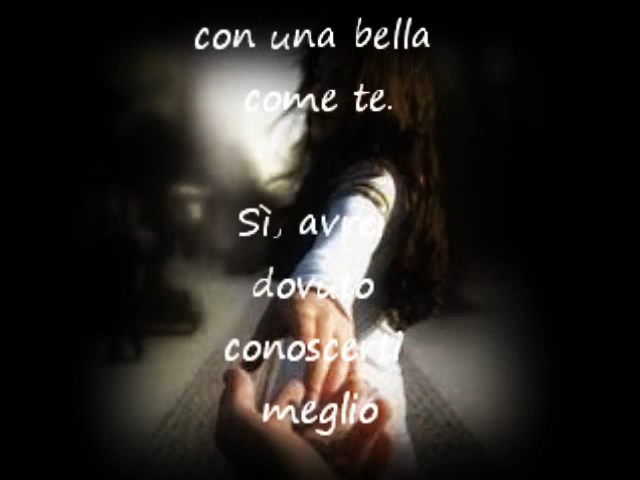 con una bella
come te.
Sì, avrei
dovuto
conoscerti
meglio